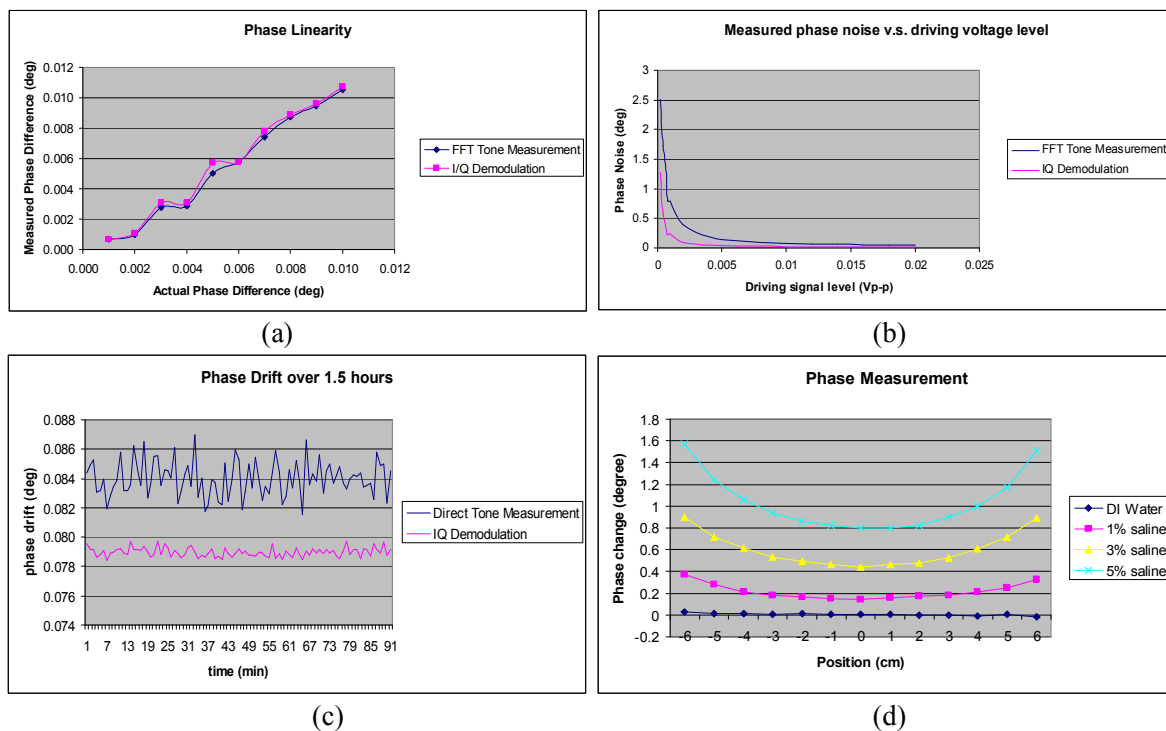 Phase Linearity
Measured Phase Difference (deg)
0.012
0.010
0.008
0.006
0.004
0.002
0.000
0.000 0.002 0.004 0.006 0.008 0.010 0.012
Actual Phase Difference (deg)
FFT Tone Measurement
I/Q Demodulation
(a)
Measured phase noise v.s. driving voltage level
Phase Noise (deg)
3
2.5
2
1.5
1
0.5
0
0 0.005 0.01 0.015 0.02 0.025
Driving signal level (Vp-p)
FFT Tone Measurement
IQ Demodulation
(b)
Phase Drift over 1.5 hours
phase drift (deg)
0.088
0.086
0.084
0.082
0.080
0.078
0.076
0.074
1 7 13 19 25 31 37 43 49 55 61 67 73 79 85 91
time (min)
Direct Tone Measurement
IQ Demodulation
(c)
Phase Measurement
Phase change (degree)
1.8
1.6
1.4
1.2
1
0.8
0.6
0.4
0.2
0
-0.2
-6 -5 -4 -3 -2 -1 0 1 2 3 4 5 6
Position (cm)
DI Water
1% saline
3% saline
5% saline
(d)